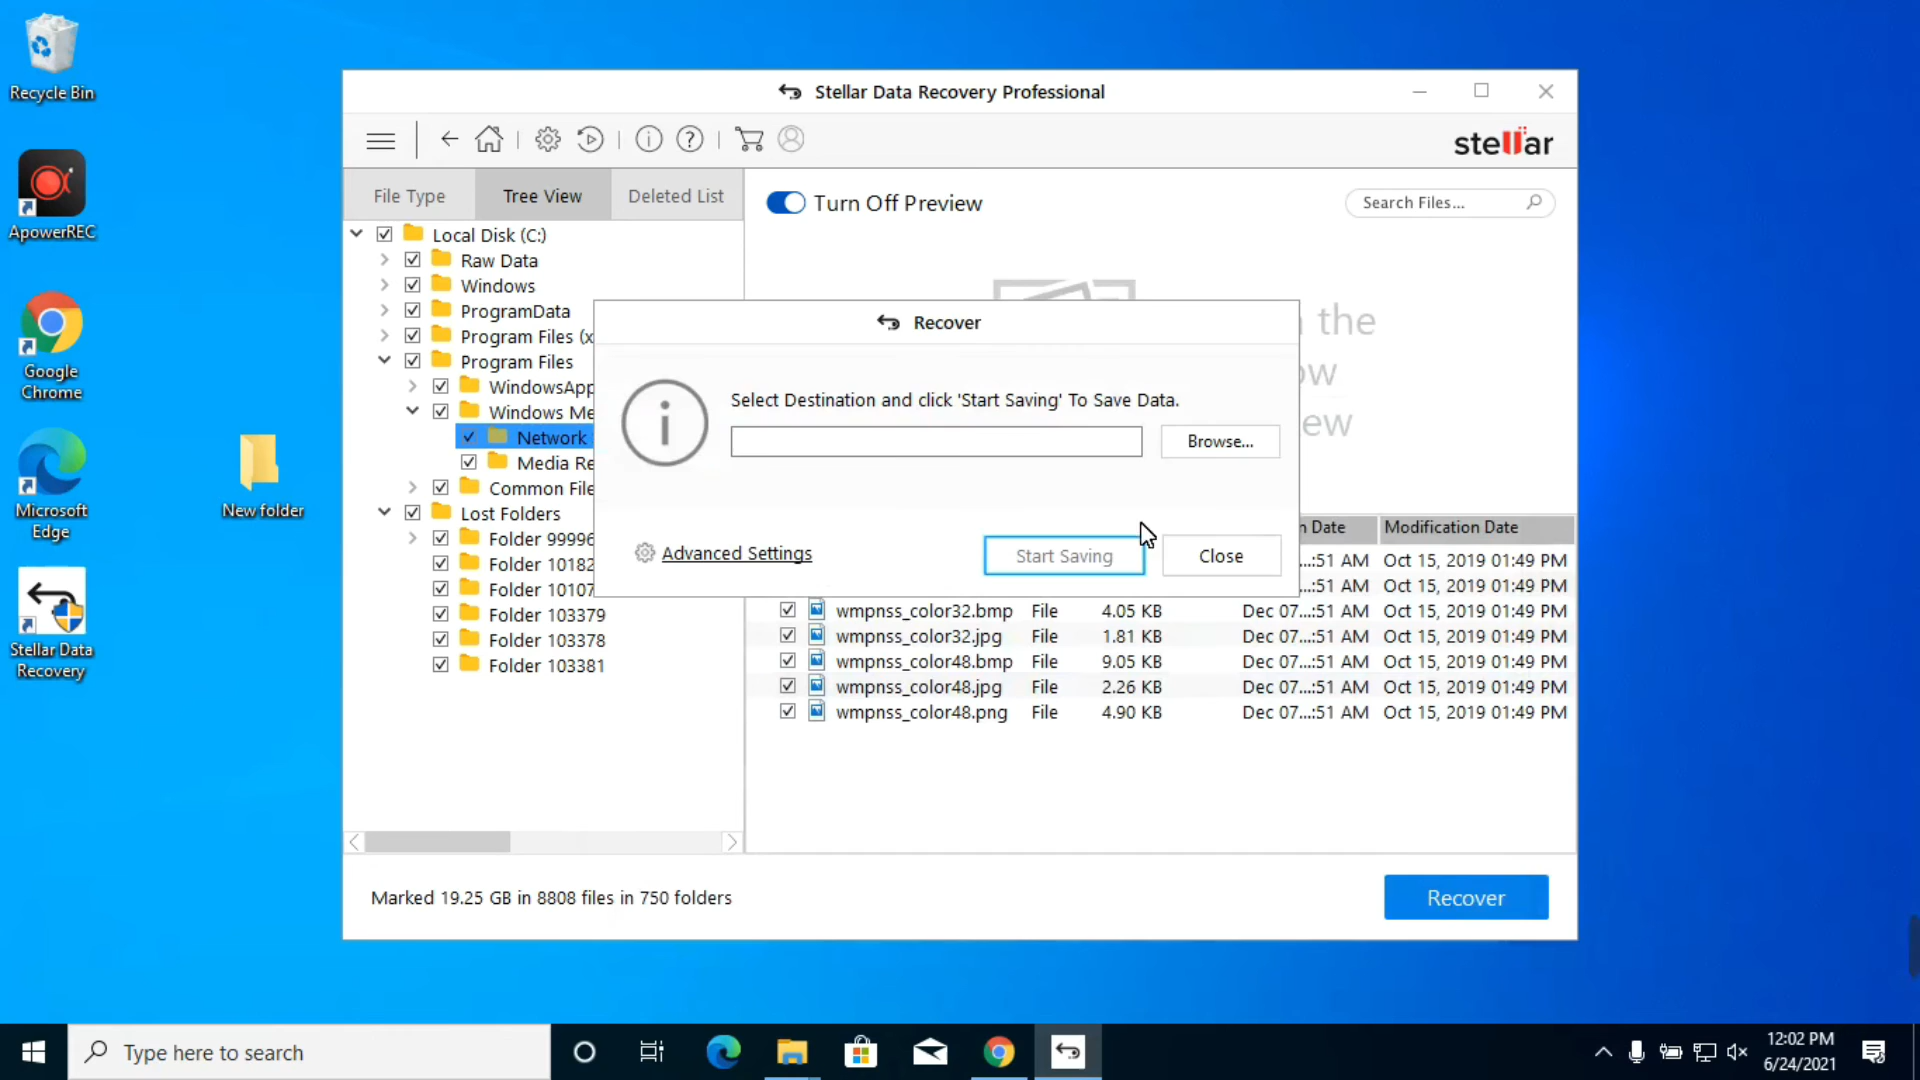 Recycle Bin
ApowerREC
Google
Chrome
Microsoft
Edge
New folder
Stellar Data
Recovery
Stellar Data Recovery Professional
stellar
File Type
Tree View
Deleted List
Turn Off Preview
Search Files...
Local Disk (C:)
Raw Data
Windows
ProgramData
Program Files (x
Program Files
WindowsApp
Windows Me
Network
Media Re
Common File
Lost Folders
Folder 99996
Folder 10182
Folder 10107
Folder 103379
Folder 103378
Folder 103381
the
ow
ew
Recover
Select Destination and click 'Start Saving' To Save Data.
Browse...
Advanced Settings
Start Saving
Close
n Date
Modification Date
...:51 AM Oct 15, 2019 01:49 PM
...:51 AM Oct 15, 2019 01:49 PM
wmpnss_color32.bmp File 4.05 KB Dec 07...:51 AM Oct 15, 2019 01:49 PM
wmpnss_color32.jpg File 1.81 KB Dec 07...:51 AM Oct 15, 2019 01:49 PM
wmpnss_color48.bmp File 9.05 KB Dec 07...:51 AM Oct 15, 2019 01:49 PM
wmpnss_color48.jpg File 2.26 KB Dec 07...:51 AM Oct 15, 2019 01:49 PM
wmpnss_color48.png File 4.90 KB Dec 07...:51 AM Oct 15, 2019 01:49 PM
Marked 19.25 GB in 8808 files in 750 folders
Recover
Type here to search
12:02 PM
6/24/2021